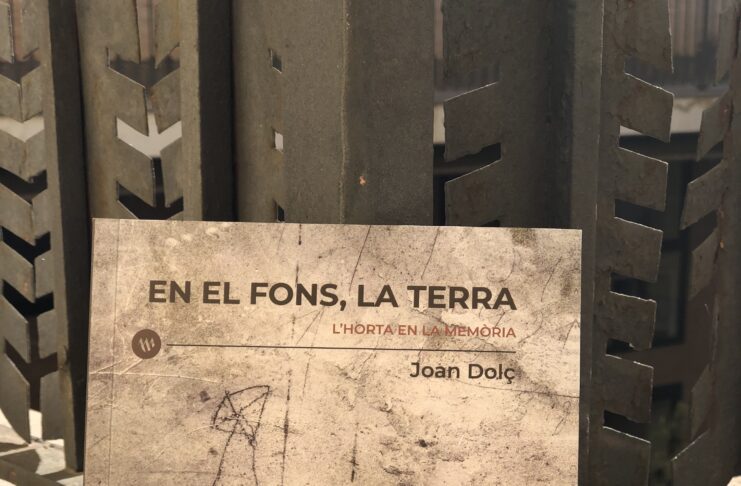 EN EL FONS, LA TERRA
L'HORTA EN LA MEMÒRIA
Joan Dolç